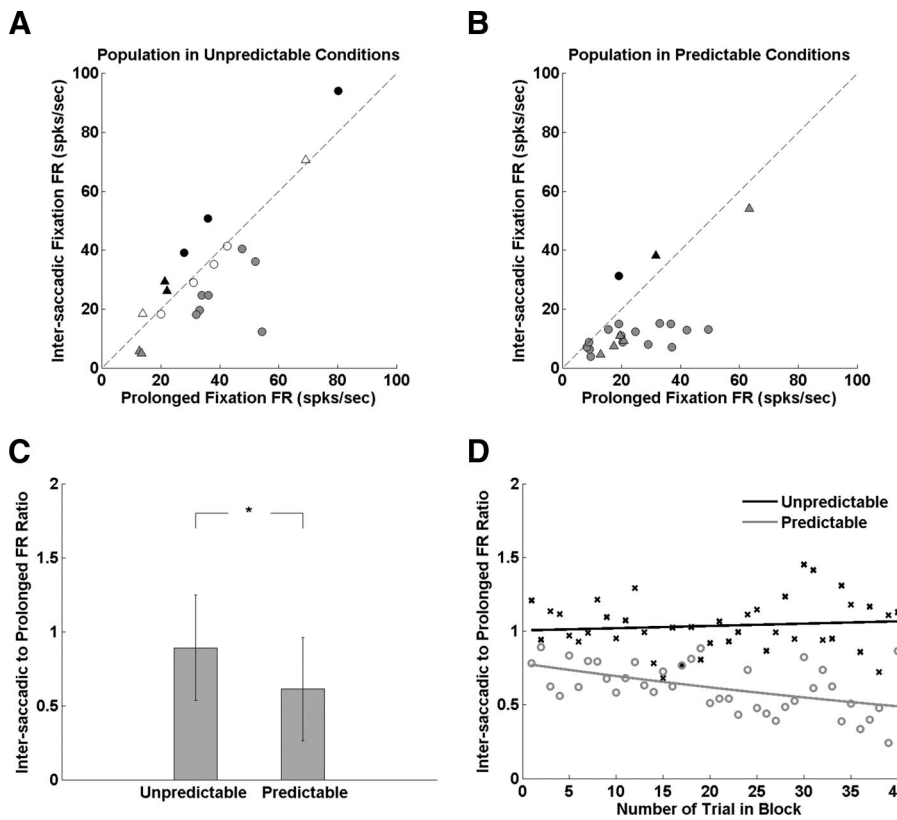 A
Population in Unpredictable Conditions
Inter-saccadic Fixation FR (spks/sec)
100
80
60
40
20
0
0 20 40 60 80 100
Prolonged Fixation FR (spks/sec)
B
Population in Predictable Conditions
Inter-saccadic Fixation FR (spks/sec)
100
80
60
40
20
0
0 20 40 60 80 100
Prolonged Fixation FR (spks/sec)
C
Inter-saccadic to Prolonged FR Ratio
2
1.5
1
0.5
0
*
Unpredictable Predictable
D
Inter-saccadic to Prolonged FR Ratio
2
1.5
1
0.5
0
Unpredictable
Predictable
0 5 10 15 20 25 30 35
Number of Trial in Block